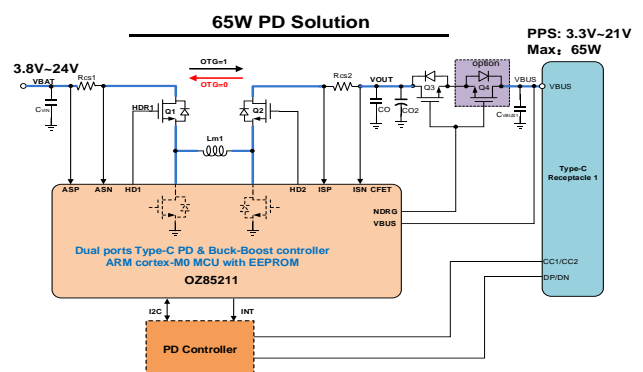 65W PD Solution
PPS: 3.3V~21V
Max: 65W
3.8V~24V
VBAT
Rcs1
OTG=1
OTG=0
Rcs2
VOUT
option
VBUS
VBUS
CVIN
HDR1
Q1
Q2
CO
CO2
Q3
Q4
CVBUS1
Lm1
Type-C
Receptacle 1
ASP
ASN
HD1
HD2
ISP
ISN
CFET
NDRG
VBUS
Dual ports Type-C PD & Buck-Boost controller
ARM cortex-M0 MCU with EEPROM
OZ85211
CC1/CC2
DP/DN
I2C
INT
PD Controller